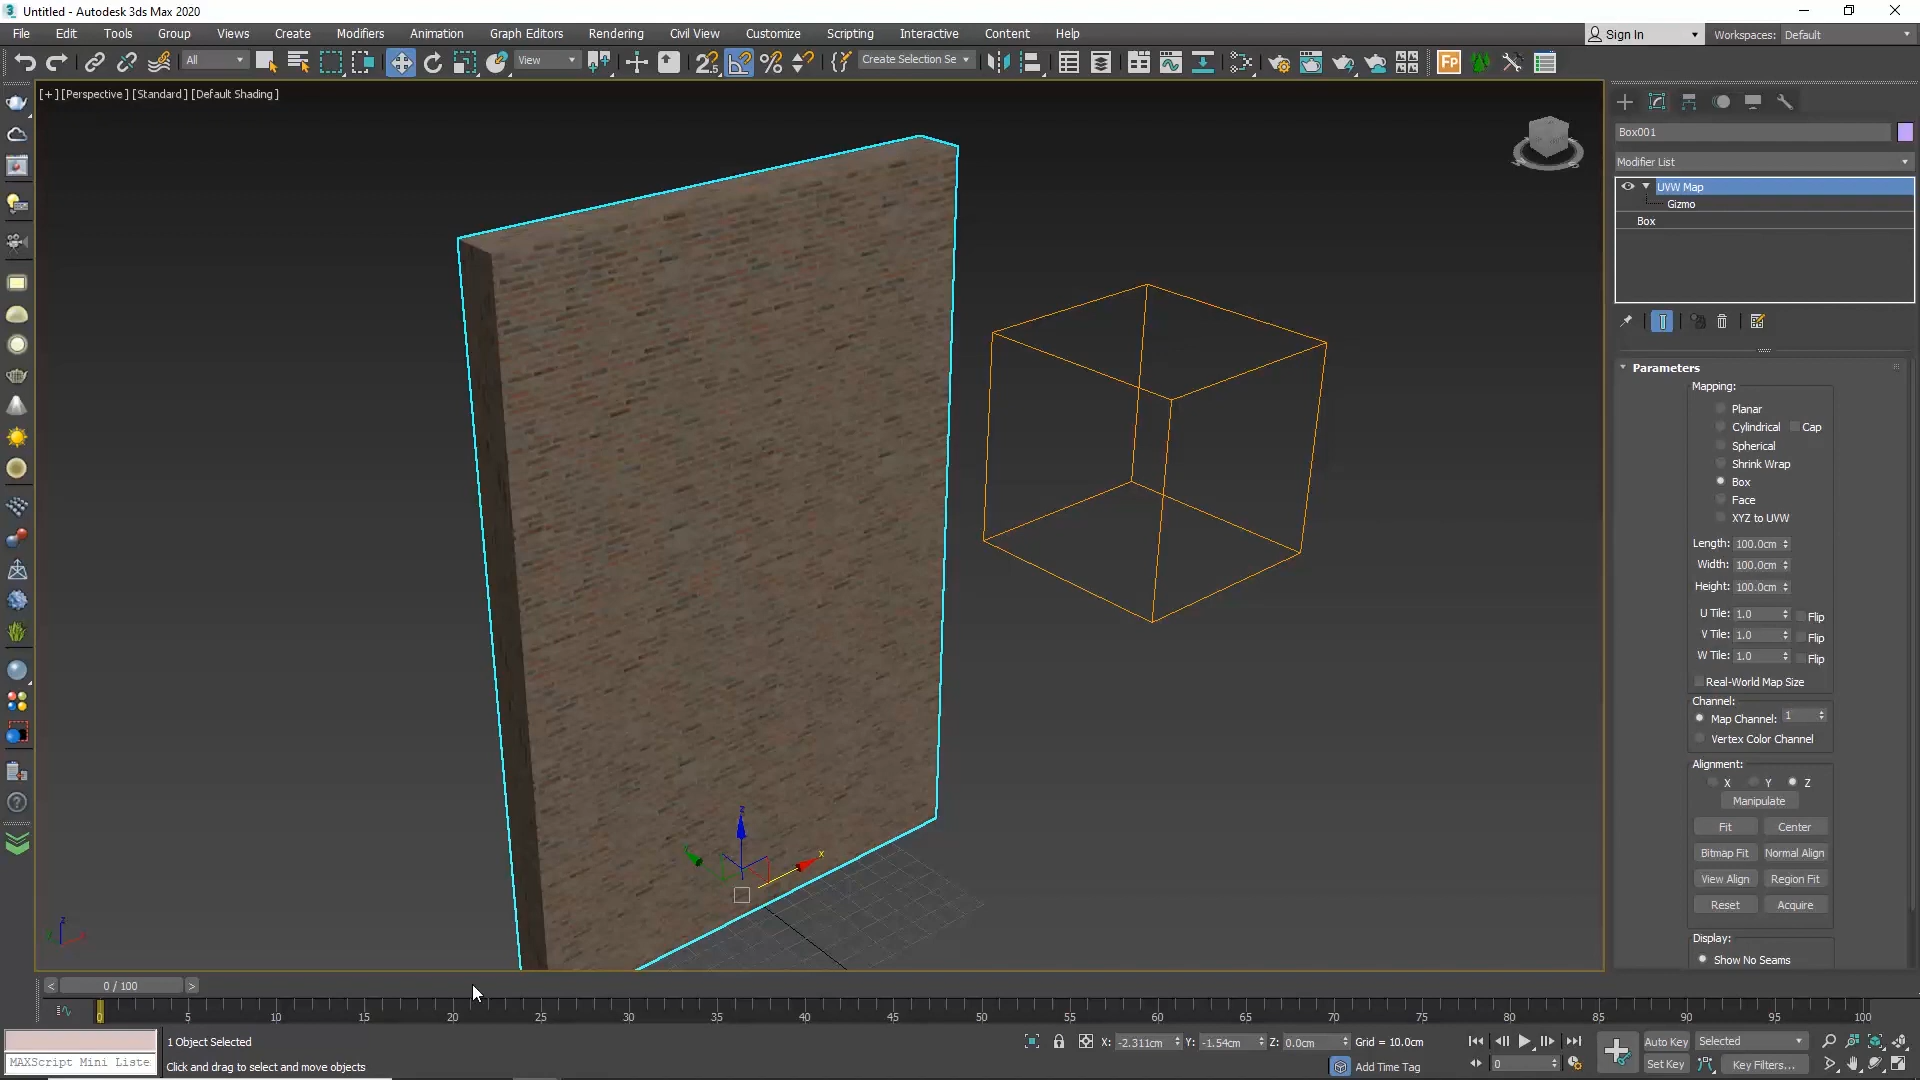 Untitled - Autodesk 3ds Max 2020
File Edit Tools Group Views Create Modifiers Animation Graph Editors Rendering Civil View Customize Scripting Interactive Content Help
Sign In Workspaces: Default
All View Create Selection Se
[+] [Perspective] [Standard] [Default Shading]
Box001
Modifier List
UVW Map
Gizmo
Box
Parameters
Mapping:
Planar
Cylindrical Cap
Spherical
Shrink Wrap
Box
Face
XYZ to UVW
Length: 100.0cm
Width: 100.0cm
Height: 100.0cm
U Tile: 1.0 Flip
V Tile: 1.0 Flip
W Tile: 1.0 Flip
Real-World Map Size
Channel:
Map Channel: 1
Vertex Color Channel
Alignment:
X Y Z
Manipulate
Fit Center
Bitmap Fit Normal Align
View Align Region Fit
Reset Acquire
Display:
Show No Seams
z
x
z
< 0 / 100 >
0 5 10 15 20 25 30 35 40 45 50 55 60 65 70 75 80 85 90 95 100
1 Object Selected X: -2.311cm Y: -1.54cm Z: 0.0cm Grid = 10.0cm Auto Key Selected
MAXScript Mini Liste Click and drag to select and move objects Add Time Tag 0 Set Key Key Filters...